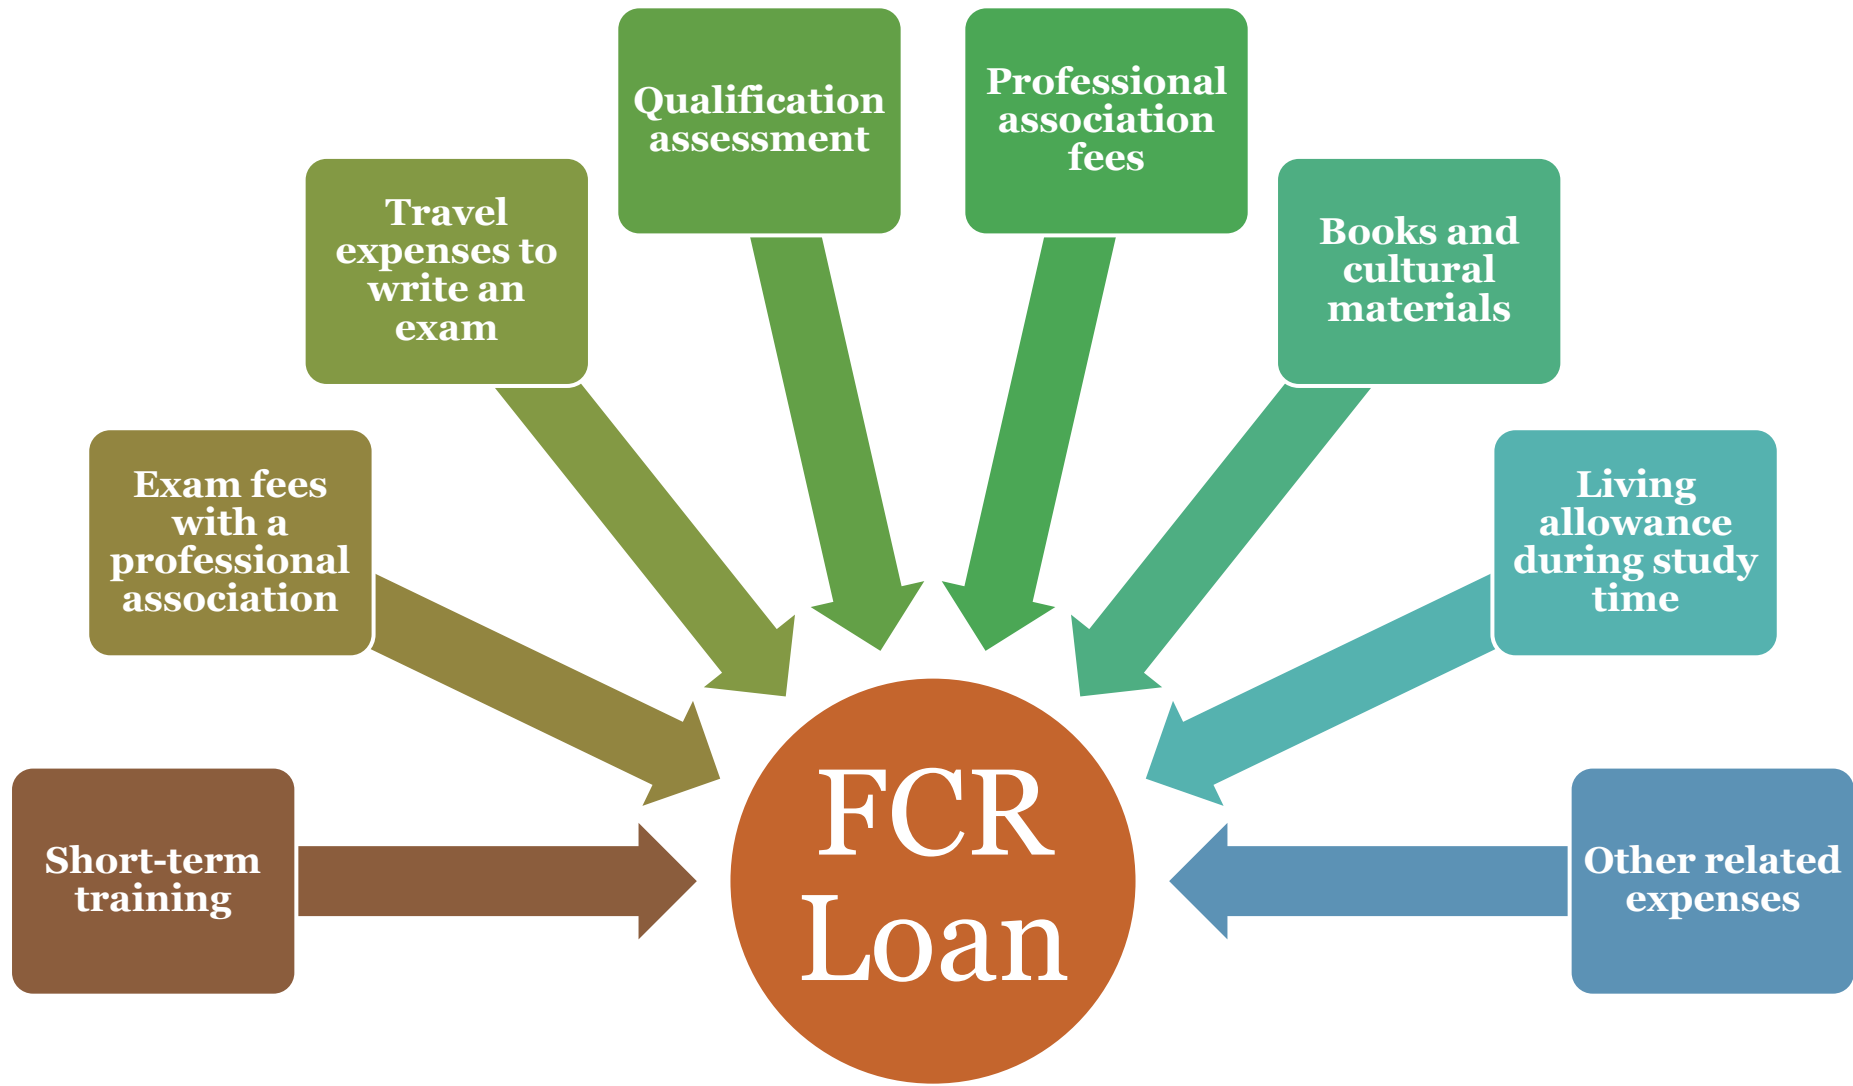 Short-term
training
Exam fees
with a
professional
association
Travel
expenses to
write an
exam
Qualification
assessment
Professional
association
fees
Books and
cultural
materials
Living
allowance
during study
time
Other related
expenses
FCR
Loan